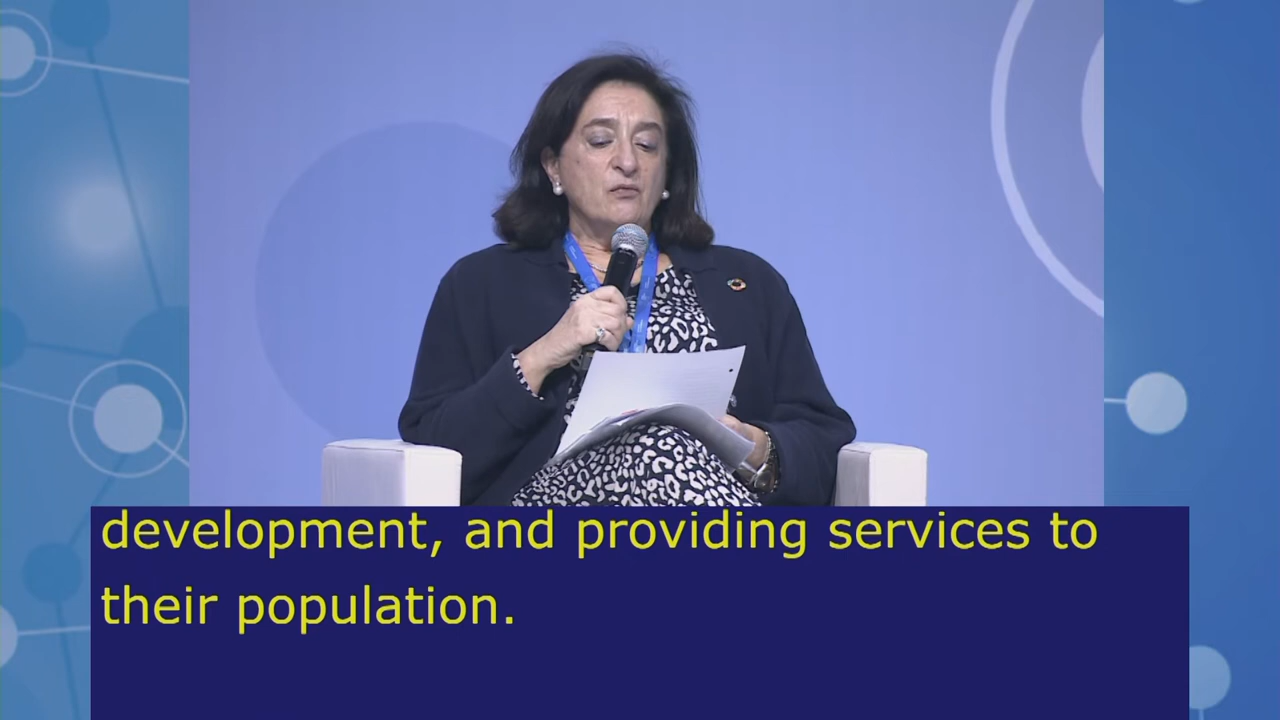 development, and providing services to
their population.